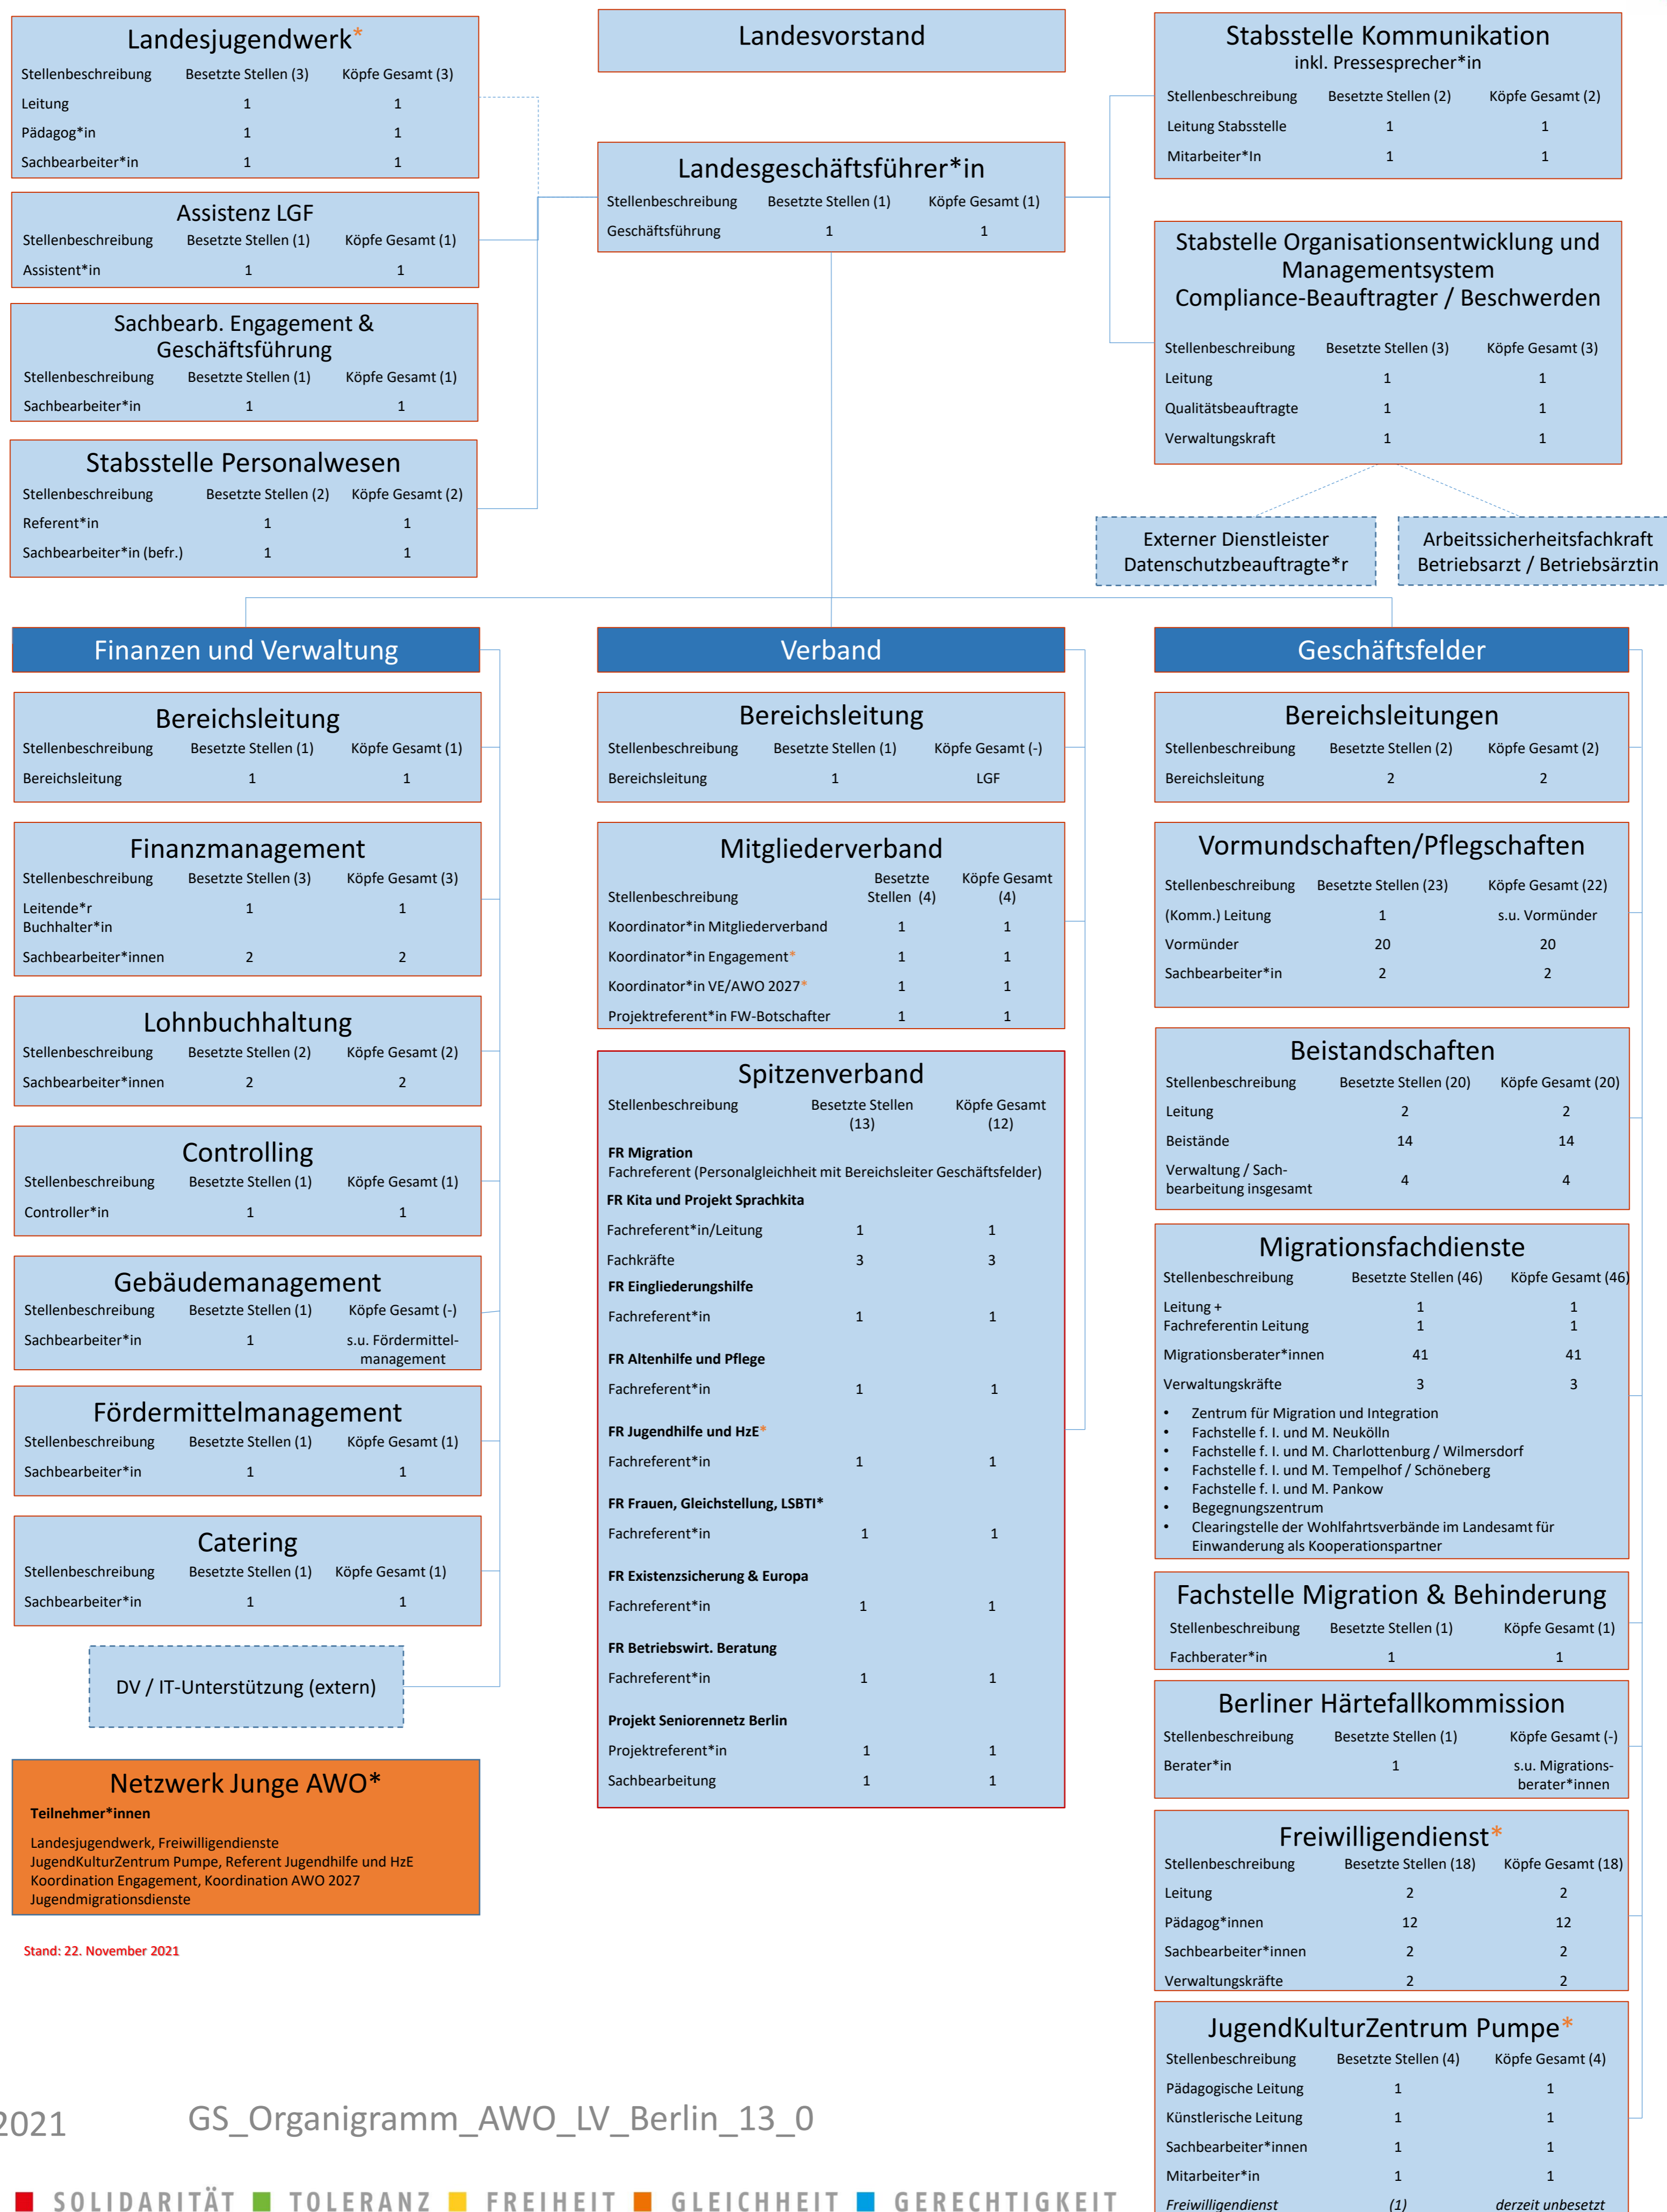 Landesjugendwerk*
Stellenbeschreibung Besetzte Stellen (3) Köpfe Gesamt (3)
Leitung 1 1
Pädagog*in 1 1
Sachbearbeiter*in 1 1
Assistenz LGF
Stellenbeschreibung Besetzte Stellen (1) Köpfe Gesamt (1)
Assistent*in 1 1
Sachbearb. Engagement &
Geschäftsführung
Stellenbeschreibung Besetzte Stellen (1) Köpfe Gesamt (1)
Sachbearbeiter*in 1 1
Stabsstelle Personalwesen
Stellenbeschreibung Besetzte Stellen (2) Köpfe Gesamt (2)
Referent*in 1 1
Sachbearbeiter*in (befr.) 1 1
Landesvorstand
Landesgeschäftsführer*in
Stellenbeschreibung Besetzte Stellen (1) Köpfe Gesamt (1)
Geschäftsführung 1 1
Stabsstelle Kommunikation
inkl. Pressesprecher*in
Stellenbeschreibung Besetzte Stellen (2) Köpfe Gesamt (2)
Leitung Stabsstelle 1 1
Mitarbeiter*In 1 1
Stabstelle Organisationsentwicklung und
Managementsystem
Compliance-Beauftragter / Beschwerden
Stellenbeschreibung Besetzte Stellen (3) Köpfe Gesamt (3)
Leitung 1 1
Qualitätsbeauftragte 1 1
Verwaltungskraft 1 1
Externer Dienstleister
Datenschutzbeauftragte*r
Arbeitssicherheitsfachkraft
Betriebsarzt / Betriebsärztin
Finanzen und Verwaltung
Bereichsleitung
Stellenbeschreibung Besetzte Stellen (1) Köpfe Gesamt (1)
Bereichsleitung 1 1
Finanzmanagement
Stellenbeschreibung Besetzte Stellen (3) Köpfe Gesamt (3)
Leitende*r 1 1
Buchhalter*in
Sachbearbeiter*innen 2 2
Lohnbuchhaltung
Stellenbeschreibung Besetzte Stellen (2) Köpfe Gesamt (2)
Sachbearbeiter*innen 2 2
Controlling
Stellenbeschreibung Besetzte Stellen (1) Köpfe Gesamt (1)
Controller*in 1 1
Gebäudemanagement
Stellenbeschreibung Besetzte Stellen (1) Köpfe Gesamt (-)
Sachbearbeiter*in 1 s.u. Fördermittel-
management
Fördermittelmanagement
Stellenbeschreibung Besetzte Stellen (1) Köpfe Gesamt (1)
Sachbearbeiter*in 1 1
Catering
Stellenbeschreibung Besetzte Stellen (1) Köpfe Gesamt (1)
Sachbearbeiter*in 1 1
DV / IT-Unterstützung (extern)
Netzwerk Junge AWO*
Teilnehmer*innen
Landesjugendwerk, Freiwilligendienste
JugendKulturZentrum Pumpe, Referent Jugendhilfe und HzE
Koordination Engagement, Koordination AWO 2027
Jugendmigrationsdienste
Stand: 22. November 2021
Verband
Bereichsleitung
Stellenbeschreibung Besetzte Stellen (1) Köpfe Gesamt (-)
Bereichsleitung 1 LGF
Mitgliederverband
Besetzte Köpfe Gesamt
Stellenbeschreibung Stellen (4) (4)
Koordinator*in Mitgliederverband 1 1
Koordinator*in Engagement* 1 1
Koordinator*in VE/AWO 2027* 1 1
Projektreferent*in FW-Botschafter 1 1
Spitzenverband
Stellenbeschreibung Besetzte Stellen Köpfe Gesamt
(13) (12)
FR Migration
Fachreferent (Personalgleichheit mit Bereichsleiter Geschäftsfelder)
FR Kita und Projekt Sprachkita
Fachreferent*in/Leitung 1 1
Fachkräfte 3 3
FR Eingliederungshilfe
Fachreferent*in 1 1
FR Altenhilfe und Pflege
Fachreferent*in 1 1
FR Jugendhilfe und HzE*
Fachreferent*in 1 1
FR Frauen, Gleichstellung, LSBTI*
Fachreferent*in 1 1
FR Existenzsicherung & Europa
Fachreferent*in 1 1
FR Betriebswirt. Beratung
Fachreferent*in 1 1
Projekt Seniorennetz Berlin
Projektreferent*in 1 1
Sachbearbeitung 1 1
Geschäftsfelder
Bereichsleitungen
Stellenbeschreibung Besetzte Stellen (2) Köpfe Gesamt (2)
Bereichsleitung 2 2
Vormundschaften/Pflegschaften
Stellenbeschreibung Besetzte Stellen (23) Köpfe Gesamt (22)
(Komm.) Leitung 1 s.u. Vormünder
Vormünder 20 20
Sachbearbeiter*in 2 2
Beistandschaften
Stellenbeschreibung Besetzte Stellen (20) Köpfe Gesamt (20)
Leitung 2 2
Beistände 14 14
Verwaltung / Sach-
bearbeitung insgesamt 4 4
Migrationsfachdienste
Stellenbeschreibung Besetzte Stellen (46) Köpfe Gesamt (46)
Leitung + 1 1
Fachreferentin Leitung 1 1
Migrationsberater*innen 41 41
Verwaltungskräfte 3 3
• Zentrum für Migration und Integration
• Fachstelle f. I. und M. Neukölln
• Fachstelle f. I. und M. Charlottenburg / Wilmersdorf
• Fachstelle f. I. und M. Tempelhof / Schöneberg
• Fachstelle f. I. und M. Pankow
• Begegnungszentrum
• Clearingstelle der Wohlfahrtsverbände im Landesamt für
Einwanderung als Kooperationspartner
Fachstelle Migration & Behinderung
Stellenbeschreibung Besetzte Stellen (1) Köpfe Gesamt (1)
Fachberater*in 1 1
Berliner Härtefallkommission
Stellenbeschreibung Besetzte Stellen (1) Köpfe Gesamt (-)
Berater*in 1 s.u. Migrations-
berater*innen
Freiwilligendienst*
Stellenbeschreibung Besetzte Stellen (18) Köpfe Gesamt (18)
Leitung 2 2
Pädagog*innen 12 12
Sachbearbeiter*innen 2 2
Verwaltungskräfte 2 2
JugendKulturZentrum Pumpe*
Stellenbeschreibung Besetzte Stellen (4) Köpfe Gesamt (4)
Pädagogische Leitung 1 1
Künstlerische Leitung 1 1
Sachbearbeiter*innen 1 1
Mitarbeiter*in 1 1
Freiwilligendienst (1) derzeit unbesetzt
2021 GS_Organigramm_AWO_LV_Berlin_13_0
SOLIDARITÄT TOLERANZ FREIHEIT GLEICHHEIT GERECHTIGKEIT